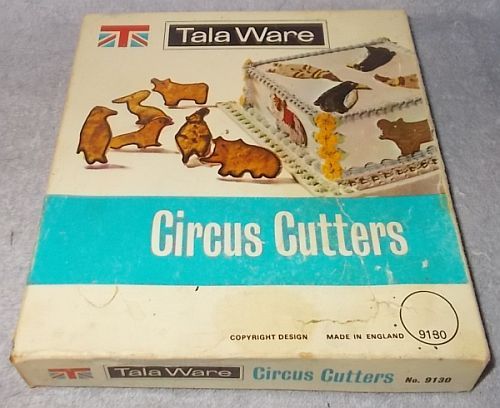 Tala Ware
Circus Cutters
COPYRIGHT DESIGN MADE IN ENGLAND 9130
Tala Ware Circus Cutters No. 9130